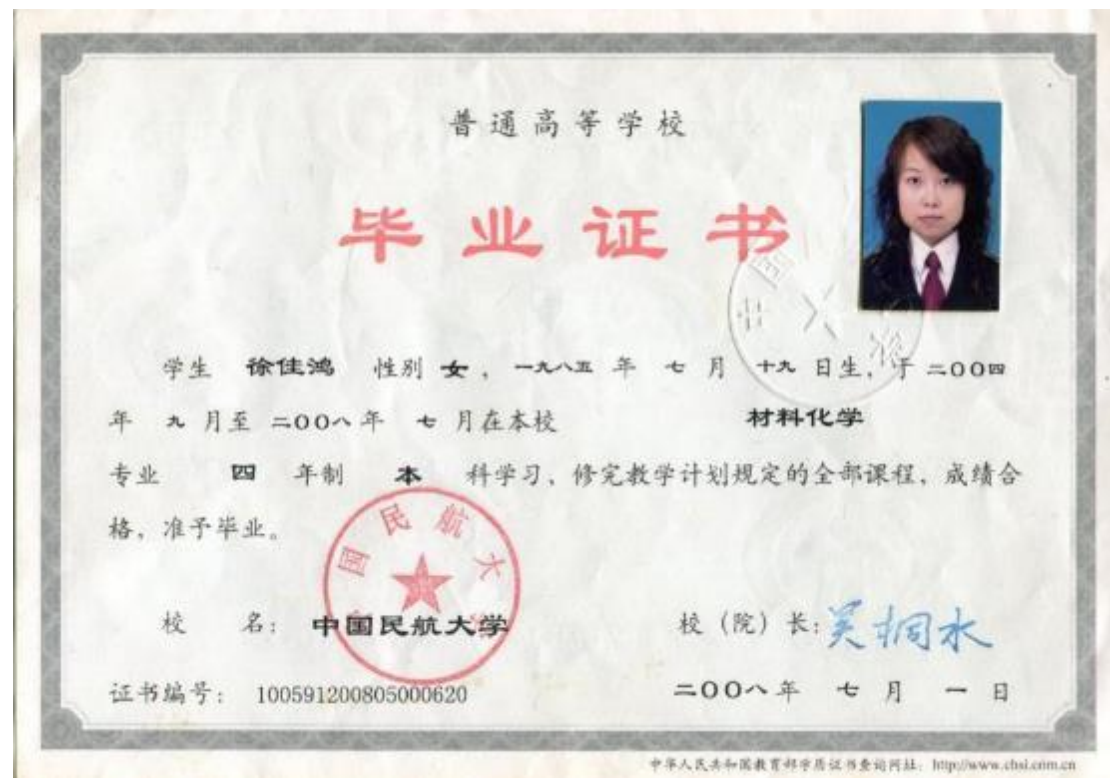 普通高等学校
毕业证书
学生 徐佳鸿 性别 女，一九八五 年 七 月 十九 日生，于 二〇〇四
年 九 月至 二〇〇八 年 七 月在本校 材料化学
专业 四 年制 本 科学习、修完教学计划规定的全部课程，成绩合
格，准予毕业。
国民航大
校 名：中国民航大学
校（院）长：吴桐水
证书编号：100591200805000620
二〇〇八 年 七 月 一 日
中华人民共和国教育部学历证书查询网址：http://www.chsi.com.cn